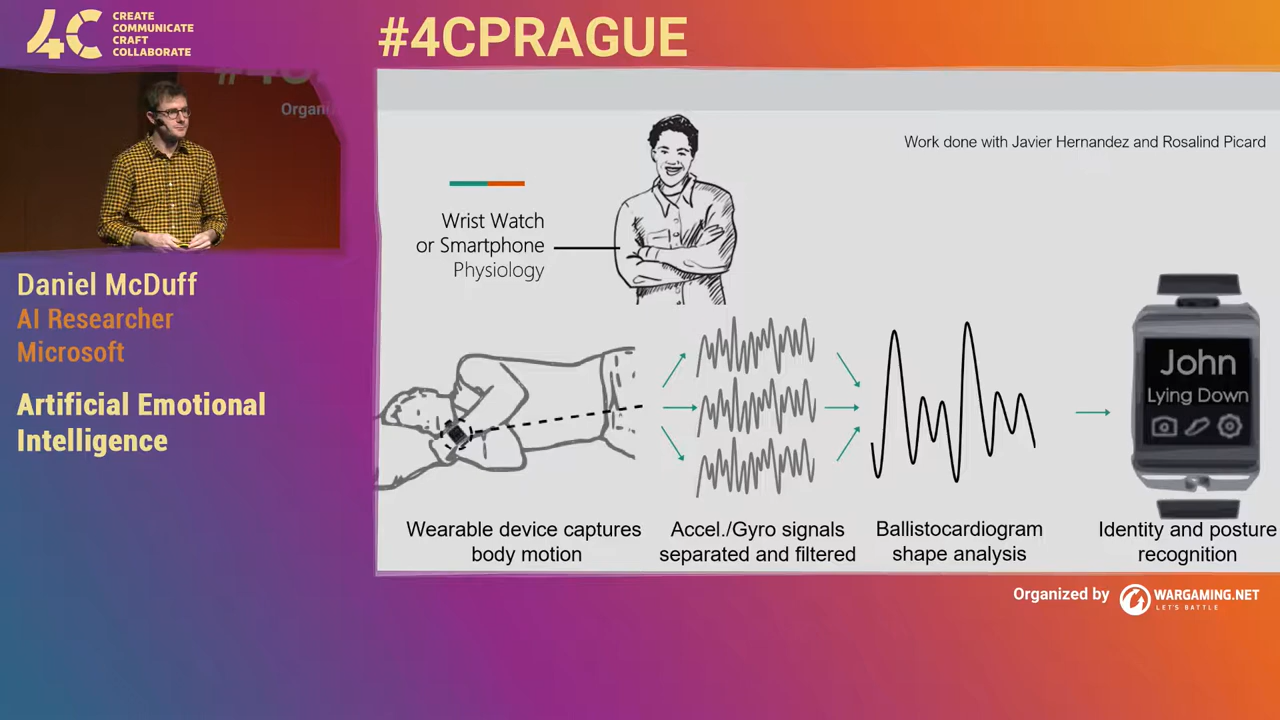 4C
CREATE
COMMUNICATE
CRAFT
COLLABORATE
#4CPRAGUE
Organi
Daniel McDuff
AI Researcher
Microsoft
Artificial Emotional
Intelligence
Work done with Javier Hernandez and Rosalind Picard
Wrist Watch
or Smartphone
Physiology
John
Lying Down
Wearable device captures
body motion
Accel./Gyro signals
separated and filtered
Ballistocardiogram
shape analysis
Identity and posture
recognition
Organized by
WARGAMING.NET
LET'S BATTLE